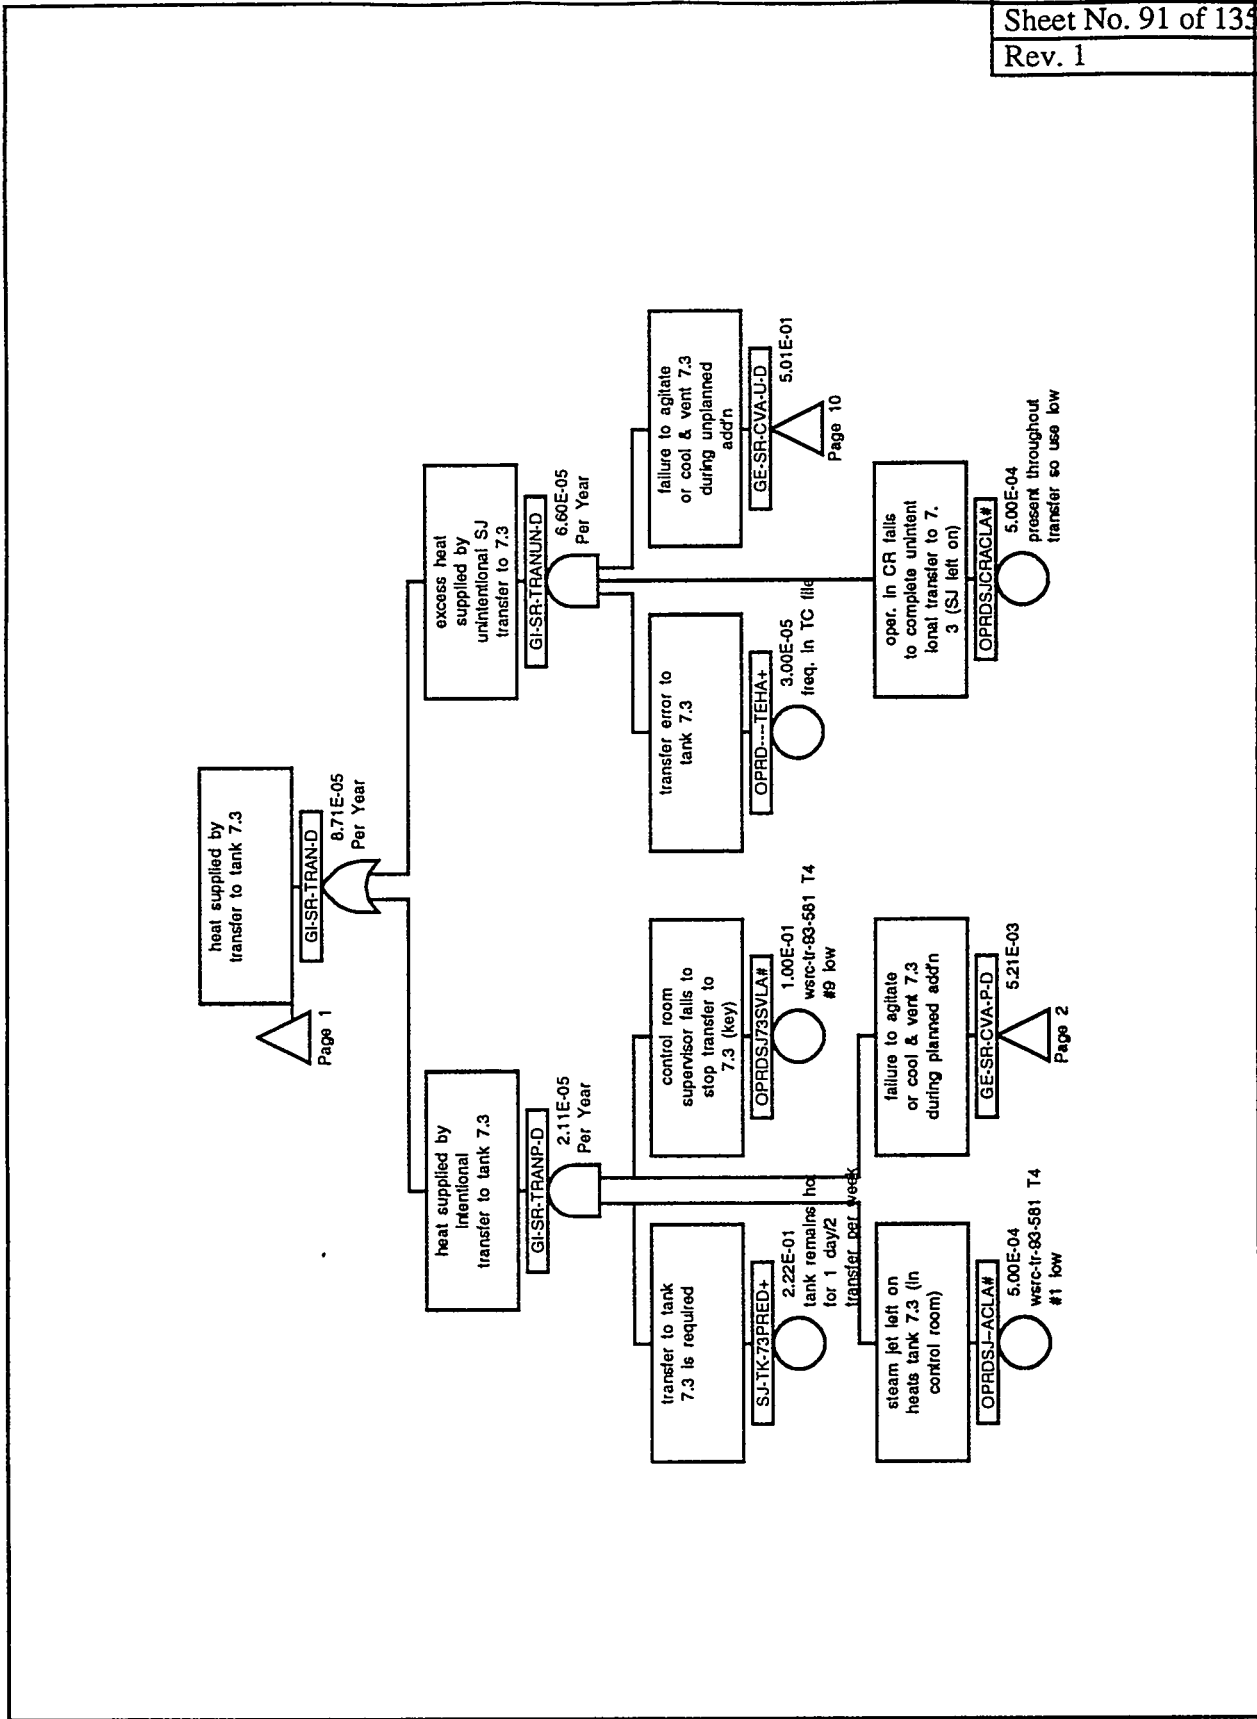 Sheet No. 91 of 135
Rev. 1
heat supplied by
transfer to tank 7.3
GI-SR-TRAN-D
8.71E-05
Per Year
Page 1
heat supplied by
intentional
transfer to tank 7.3
GI-SR-TRANP-D
2.11E-05
Per Year
excess heat
supplied by
unintentional SJ
transfer to 7.3
GI-SR-TRANUN-D
6.60E-05
Per Year
transfer to tank
7.3 is required
SJ-TK-73PRED+
2.22E-01
tank remains hot
for 1 day/2
transfer per week
control room
supervisor fails to
stop transfer to
7.3 (key)
OPRDSJ73SVLA#
1.00E-01
wsrc-tr-93-581 T4
#9 low
transfer error to
tank 7.3
OPRD----TEHA+
3.00E-05
freq. in TC file
failure to agitate
or cool & vent 7.3
during unplanned
add'n
GE-SR-CVA-U-D
5.01E-01
Page 10
steam jet left on
heats tank 7.3 (in
control room)
OPRDSJ--ACLA#
5.00E-04
wsrc-tr-93-581 T4
#1 low
failure to agitate
or cool & vent 7.3
during planned add'n
GE-SR-CVA-P-D
5.21E-03
Page 2
oper. in CR fails
to complete unintent
ional transfer to 7.
3 (SJ left on)
OPRDSJCRACLA#
5.00E-04
present throughout
transfer so use low